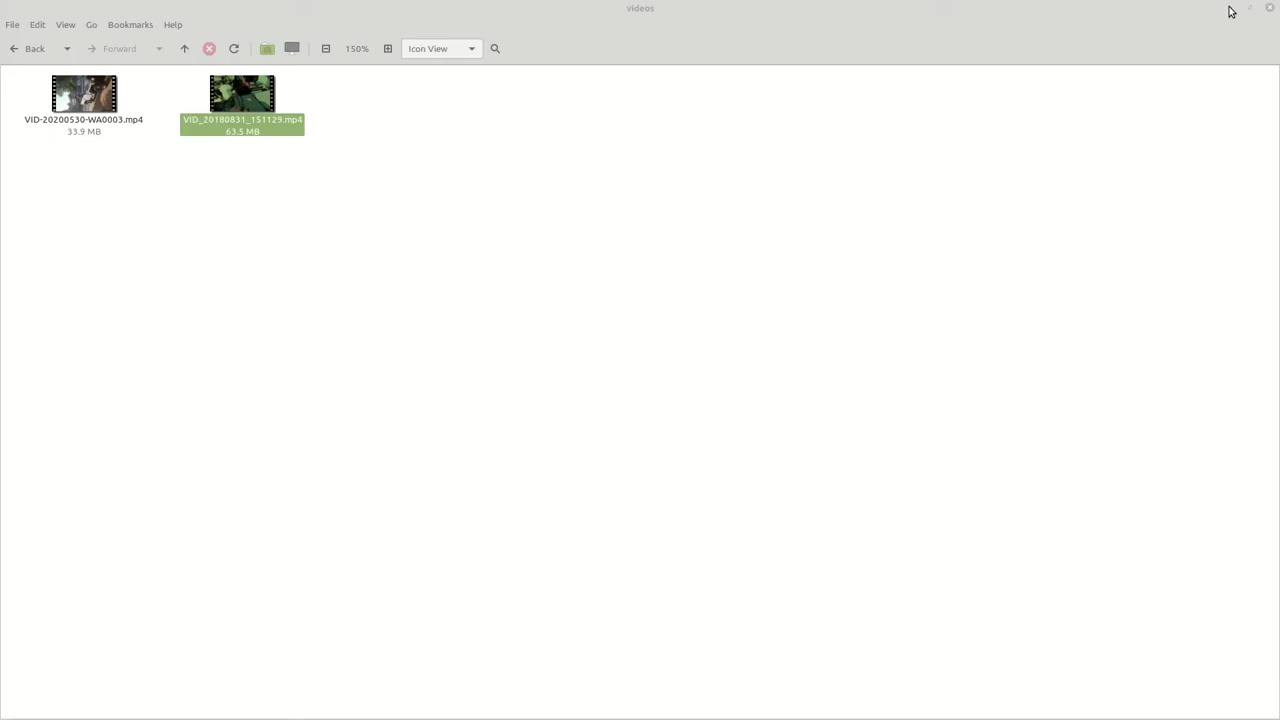 videos
File Edit View Go Bookmarks Help
Back Forward 150% Icon View
VID-20200530-WA0003.mp4
33.9 MB
VID_20180831_151129.mp4
63.5 MB